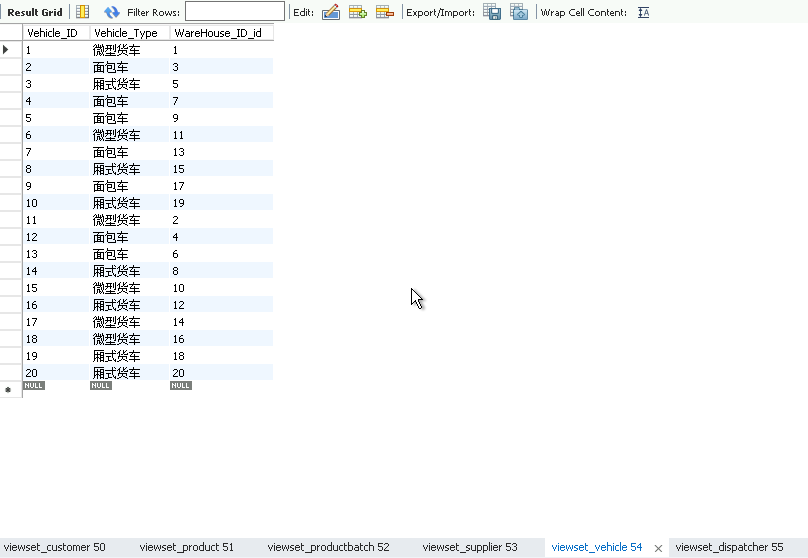 Result Grid Filter Rows: Edit: Export/Import: Wrap Cell Content: IA
Vehicle_ID Vehicle_Type WareHouse_ID_id
1 微型货车 1
2 面包车 3
3 厢式货车 5
4 面包车 7
5 面包车 9
6 微型货车 11
7 面包车 13
8 厢式货车 15
9 面包车 17
10 厢式货车 19
11 微型货车 2
12 面包车 4
13 面包车 6
14 厢式货车 8
15 微型货车 10
16 厢式货车 12
17 微型货车 14
18 微型货车 16
19 厢式货车 18
20 厢式货车 20
* NULL NULL NULL
viewset_customer 50 viewset_product 51 viewset_productbatch 52 viewset_supplier 53 viewset_vehicle 54 viewset_dispatcher 55